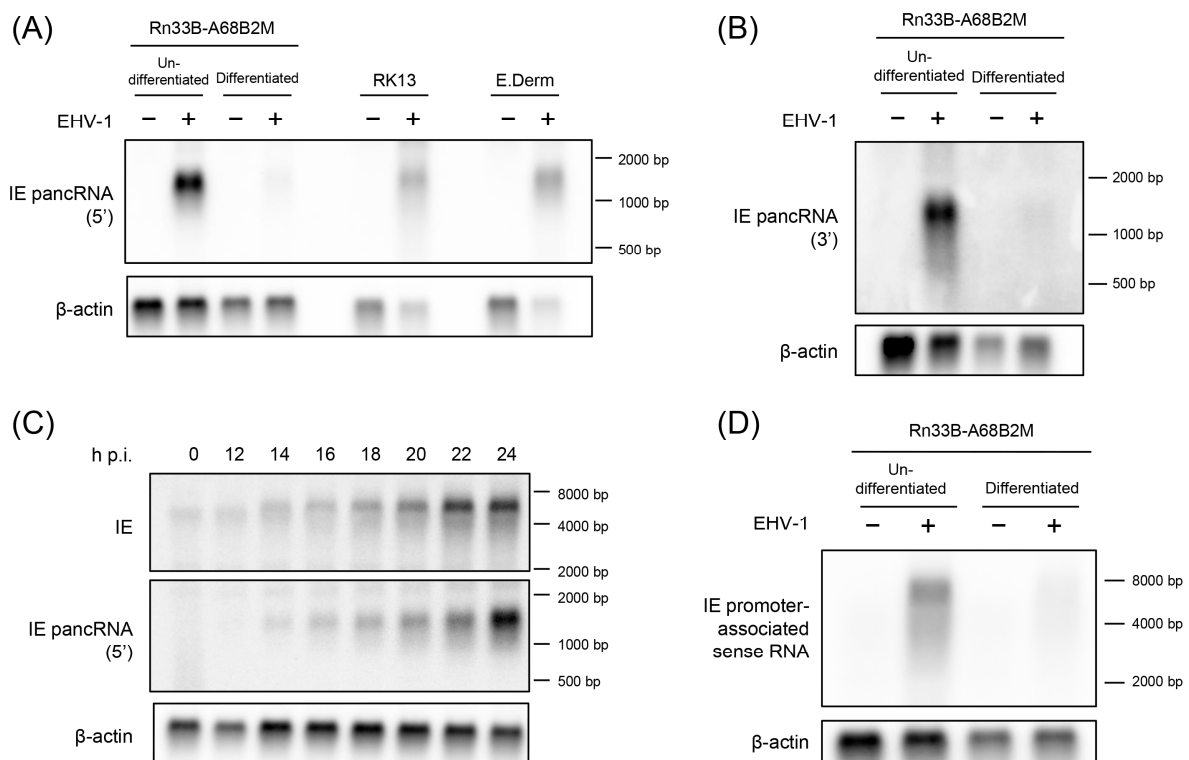 (A)
Rn33B-A68B2M
Un-
differentiated
Differentiated
RK13
E.Derm
EHV-1
− + − + − + − +
IE pancRNA
(5')
2000 bp
1000 bp
500 bp
β-actin
(B)
Rn33B-A68B2M
Un-
differentiated
Differentiated
EHV-1
− + − +
IE pancRNA
(3')
2000 bp
1000 bp
500 bp
β-actin
(C)
h p.i. 0 12 14 16 18 20 22 24
IE
8000 bp
4000 bp
2000 bp
IE pancRNA
(5')
2000 bp
1000 bp
500 bp
β-actin
(D)
Rn33B-A68B2M
Un-
differentiated
Differentiated
EHV-1
− + − +
IE promoter-
associated
sense RNA
8000 bp
4000 bp
2000 bp
β-actin